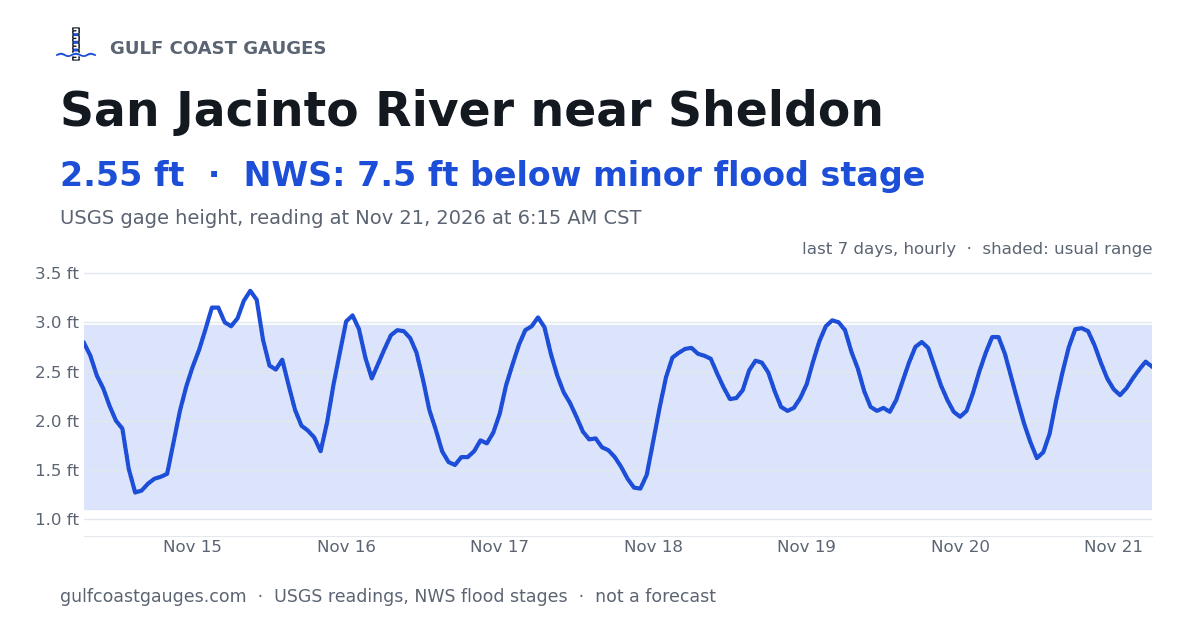 GULF COAST GAUGES
San Jacinto River near Sheldon
2.55 ft · NWS: 7.5 ft below minor flood stage
USGS gage height, reading at Nov 21, 2026 at 6:15 AM CST
last 7 days, hourly · shaded: usual range
3.5 ft
3.0 ft
2.5 ft
2.0 ft
1.5 ft
1.0 ft
Nov 15 Nov 16 Nov 17 Nov 18 Nov 19 Nov 20 Nov 21
gulfcoastgauges.com · USGS readings, NWS flood stages · not a forecast